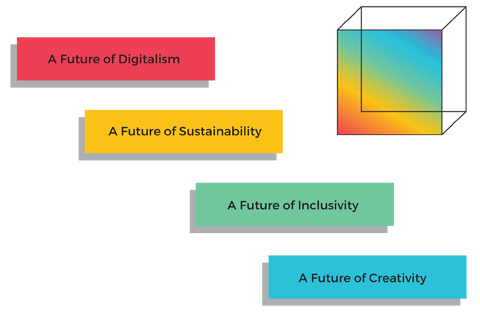 A Future of Digitalism
A Future of Sustainability
A Future of Inclusivity
A Future of Creativity